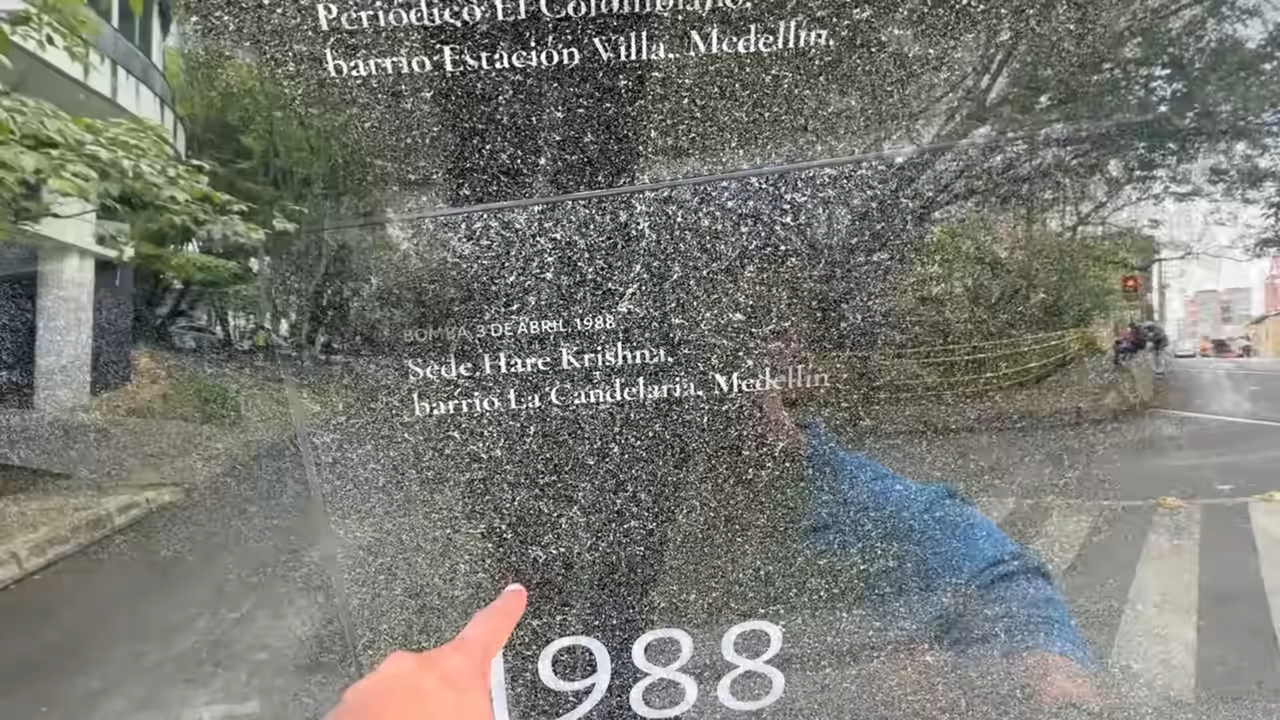 Periódico El Colombiano,
barrio Estación Villa, Medellín.
BOMBA, 3 DE ABRIL 1988
Sede Hare Krishna,
barrio La Candelaria, Medellín
1988